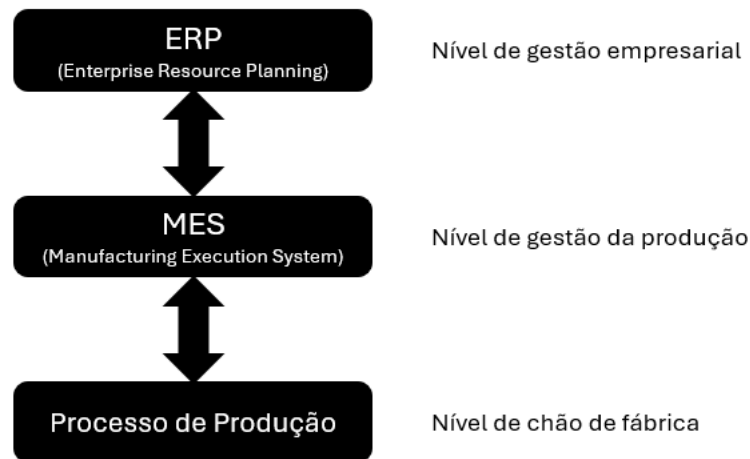 ERP
(Enterprise Resource Planning)
Nível de gestão empresarial
MES
(Manufacturing Execution System)
Nível de gestão da produção
Processo de Produção
Nível de chão de fábrica